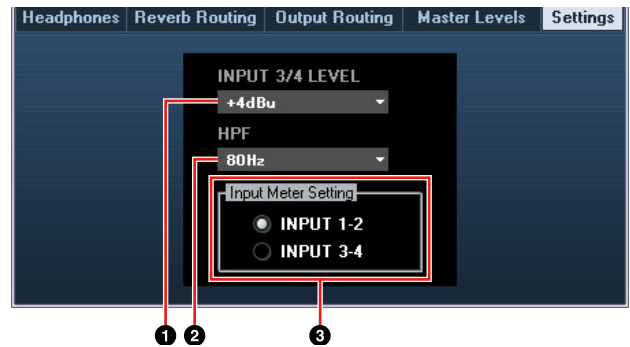 Headphones Reverb Routing Output Routing Master Levels Settings
INPUT 3/4 LEVEL
+4dBu
HPF
80Hz
Input Meter Setting
INPUT 1-2
INPUT 3-4
1 2 3